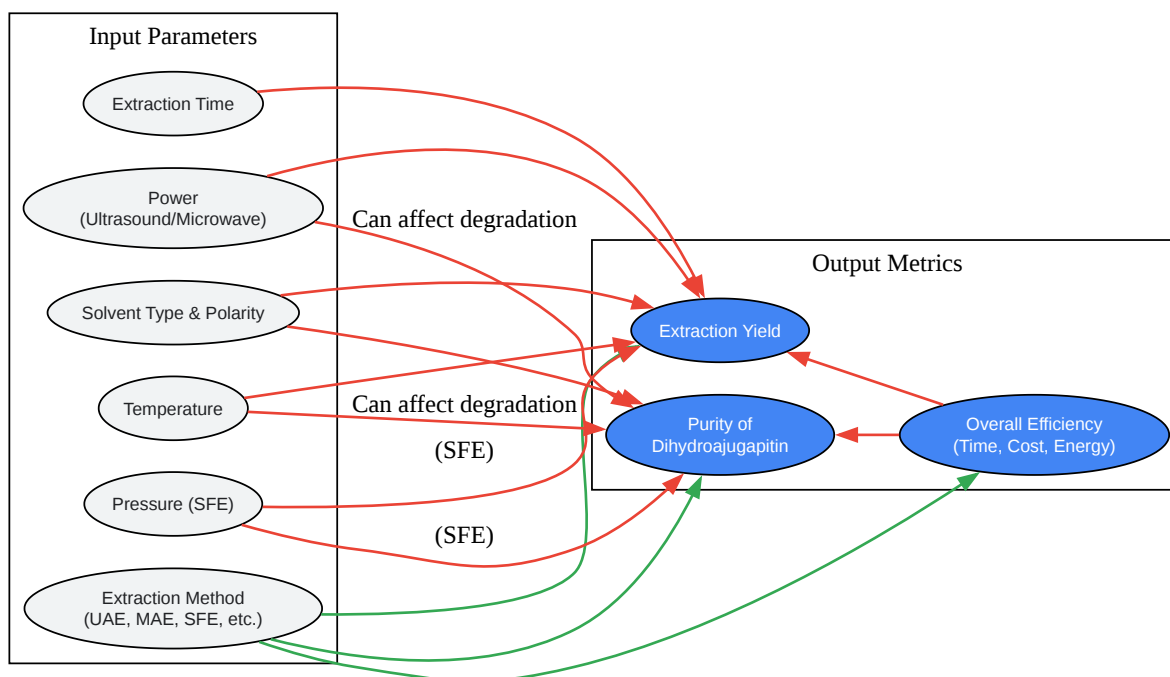 Input Parameters
Extraction Time
Power
(Ultrasound/Microwave)
Can affect degradation
Solvent Type & Polarity
Temperature
Can affect degradation
(SFE)
Pressure (SFE)
(SFE)
Extraction Method
(UAE, MAE, SFE, etc.)
Output Metrics
Extraction Yield
Purity of
Dihydroajugapitin
Overall Efficiency
(Time, Cost, Energy)